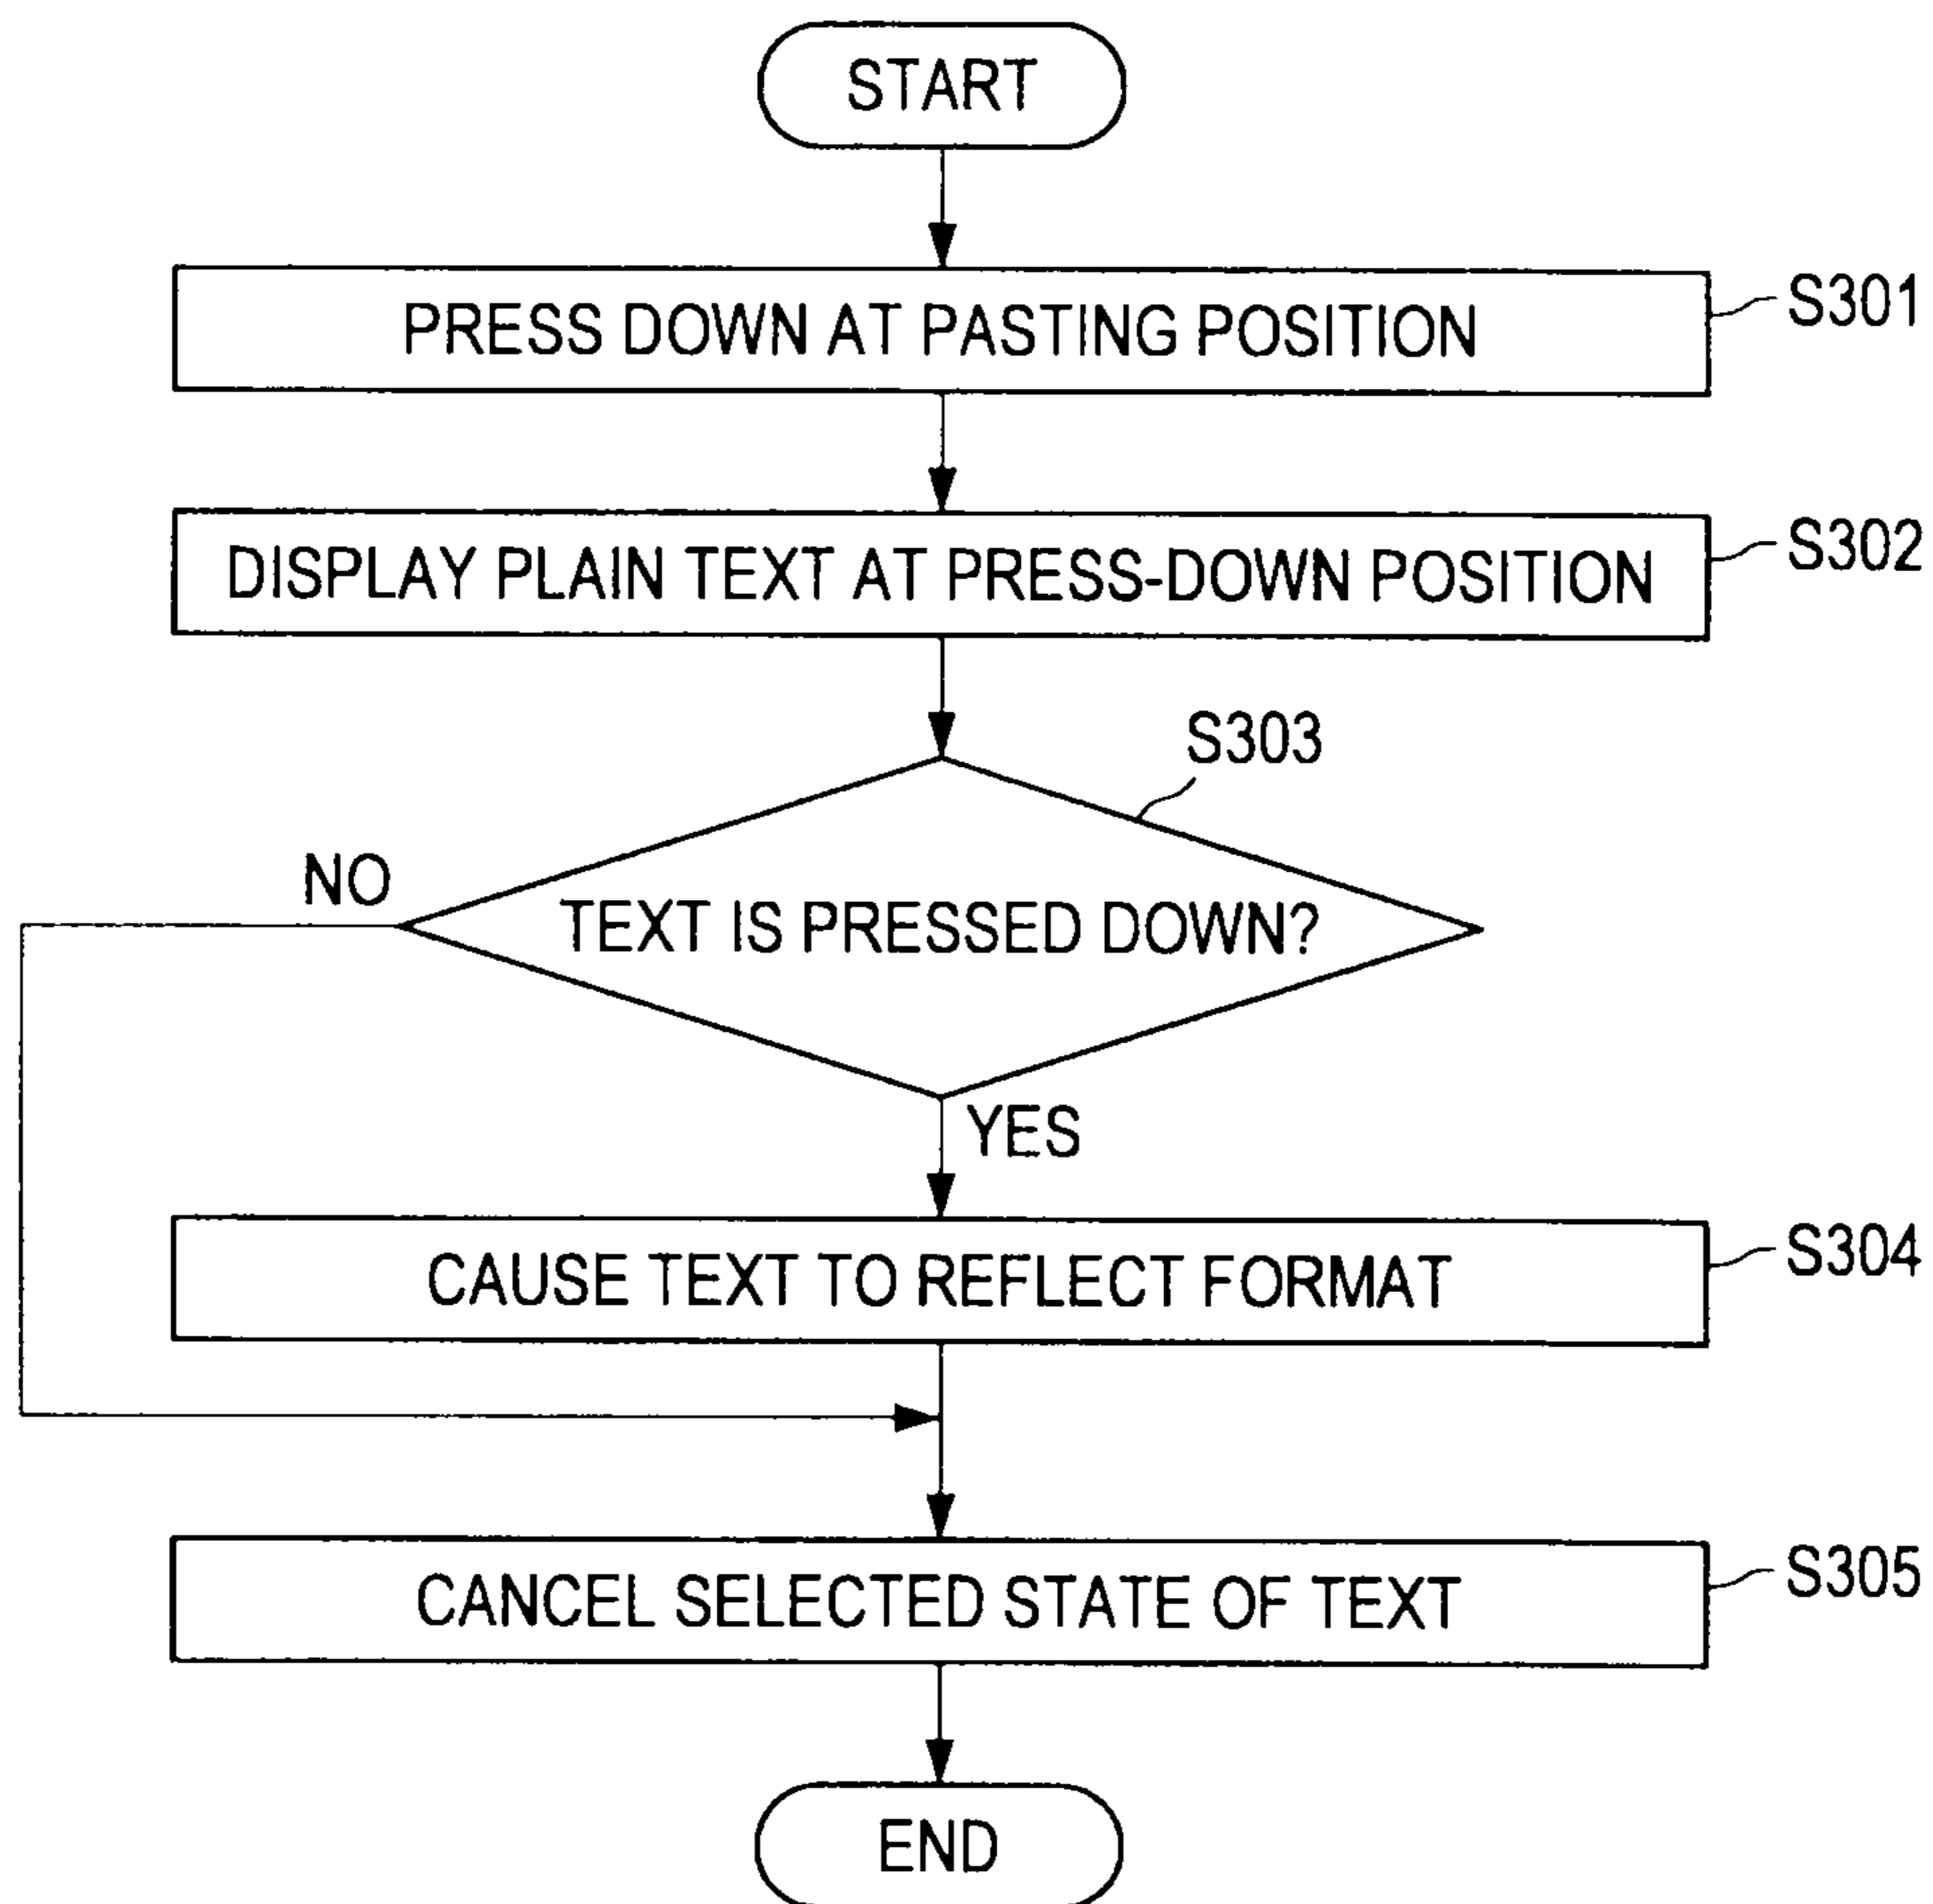 START
PRESS DOWN AT PASTING POSITION
S301
DISPLAY PLAIN TEXT AT PRESS-DOWN POSITION
S302
S303
NO
TEXT IS PRESSED DOWN?
YES
CAUSE TEXT TO REFLECT FORMAT
S304
CANCEL SELECTED STATE OF TEXT
S305
END